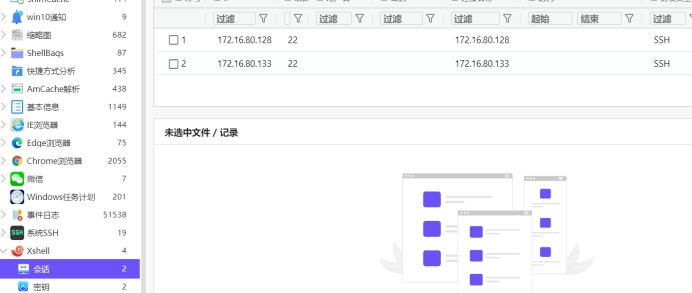 win10通知 9
缩略图 682
ShellBags 87
快捷方式分析 345
AmCache解析 438
基本信息 1149
IE浏览器 144
Edge浏览器 75
Chrome浏览器 2055
微信 7
Windows任务计划 201
事件日志 51538
系统SSH 19
Xshell 4
会话 2
密钥 2
过滤 过滤 过滤 过滤 起始 结束 过滤
1 172.16.80.128 22 172.16.80.128 SSH
2 172.16.80.133 22 172.16.80.133 SSH
未选中文件 / 记录